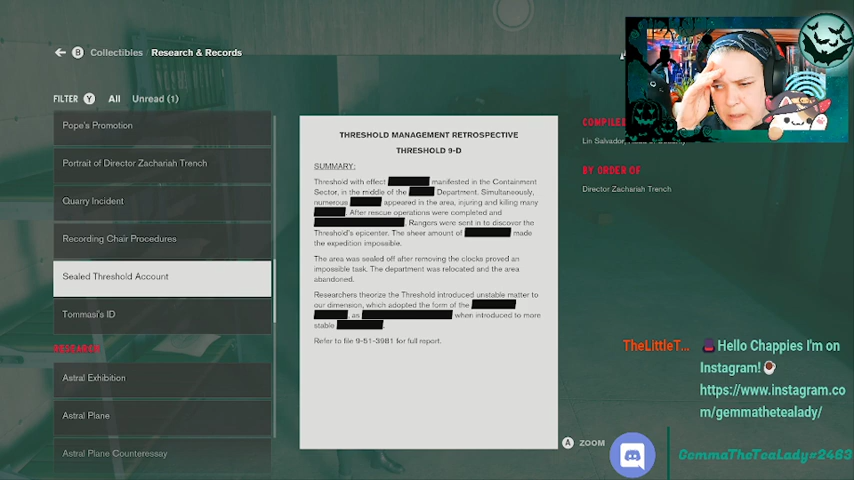 B Collectibles > Research & Records
FILTER Y All Unread (1)
Pope's Promotion
Portrait of Director Zachariah Trench
Quarry Incident
Recording Chair Procedures
Sealed Threshold Account
Tommasi's ID
RESEARCH
Astral Exhibition
Astral Plane
Astral Plane Counteressay
THRESHOLD MANAGEMENT RETROSPECTIVE
THRESHOLD 9-D
SUMMARY:
Threshold with effect manifested in the Containment
Sector, in the middle of the Department. Simultaneously,
numerous appeared in the area, injuring and killing many
. After rescue operations were completed and
. Rangers were sent in to discover the
Threshold's epicenter. The sheer amount of made
the expedition impossible.
The area was sealed off after removing the clocks proved an
impossible task. The department was relocated and the area
abandoned.
Researchers theorize the Threshold introduced unstable matter to
our dimension, which adopted the form of the
, an when introduced to more
stable .
Refer to file 9-51-3981 for full report.
Lin Salvador,
BY ORDER OF
Director Zachariah Trench
A ZOOM
TheLittleT... Hello Chappies I'm on
Instagram!
https://www.instagram.co
m/gemmathetealady/
GemmaTheTeaLady#2463